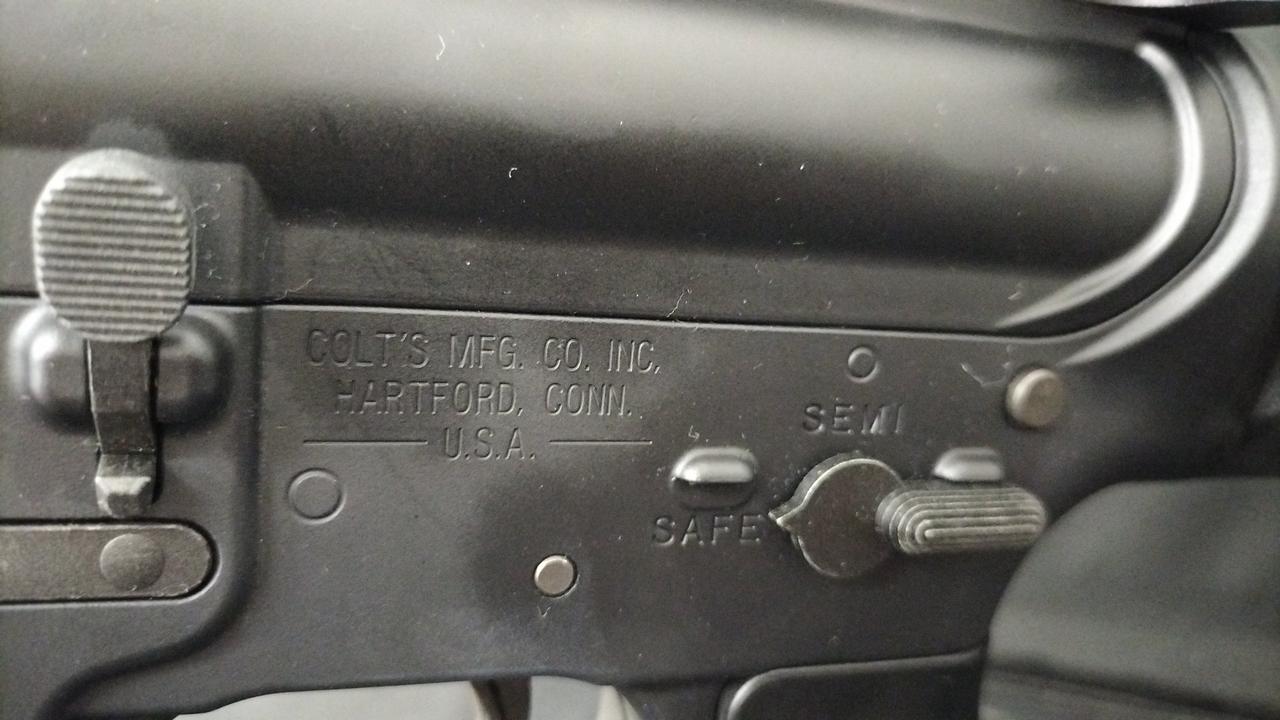 COLT'S MFG. CO. INC.
HARTFORD, CONN.
U.S.A.
SEMI
SAFE